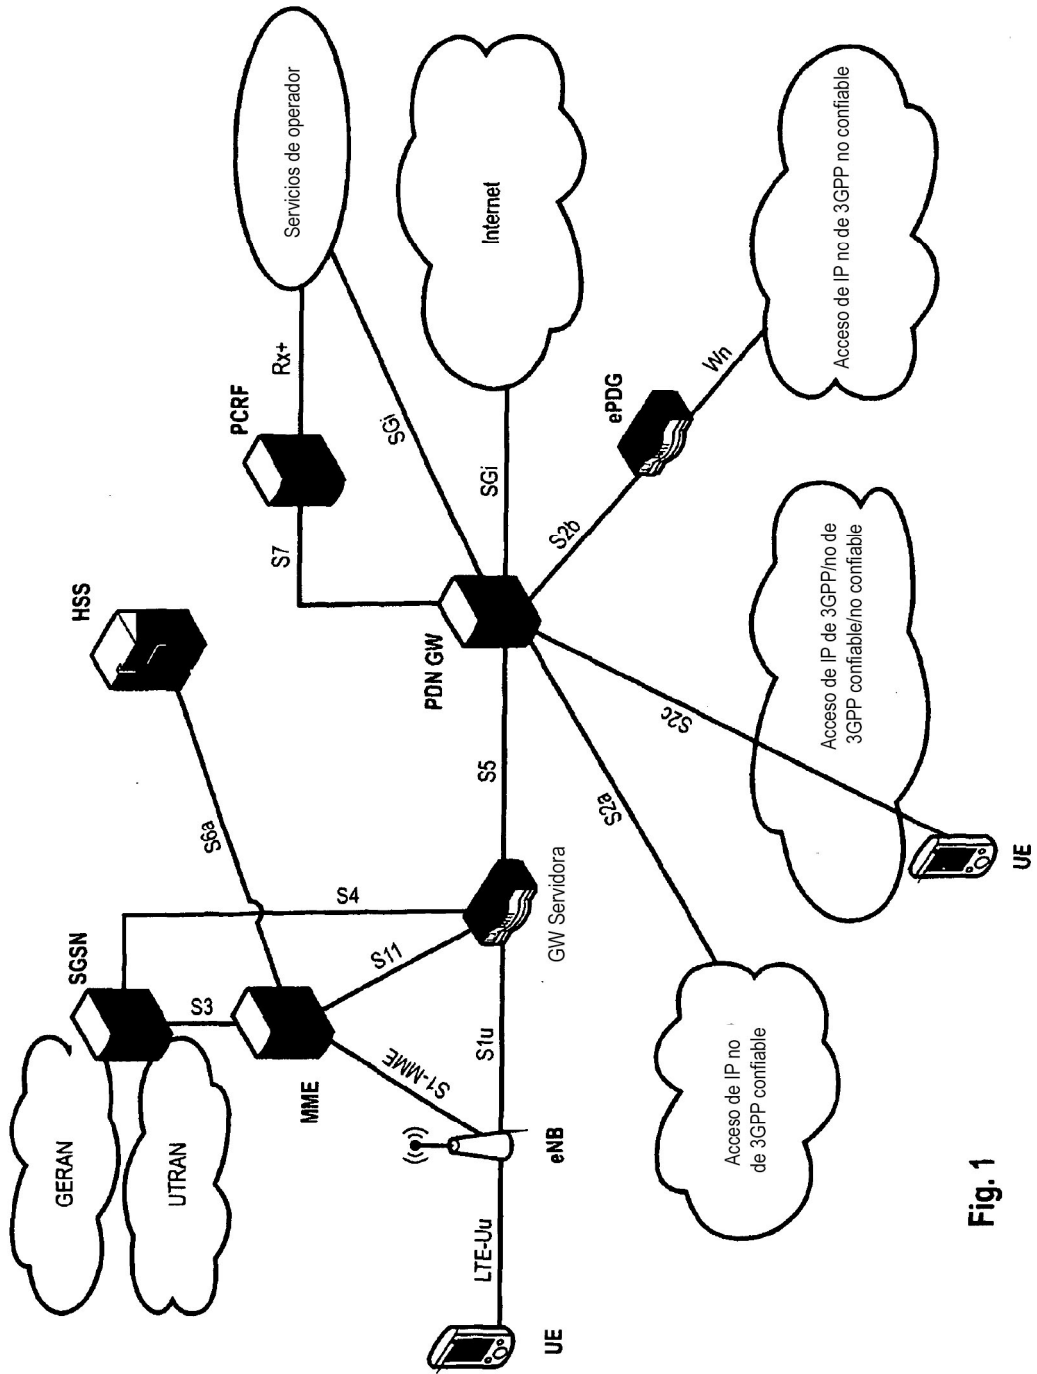 GERAN
UTRAN
SGSN
HSS
S3
S4
S6a
MME
S11
S1-MME
S7
PCRF
Rx+
Servicios de operador
SGi
UE
LTE-Uu
eNB
S1u
GW Servidora
S5
PDN GW
SGi
Internet
S2a
S2c
S2b
ePDG
Wn
Acceso de IP no
de 3GPP confiable
Acceso de IP de 3GPP/no de
3GPP confiable/no confiable
Acceso de IP no de 3GPP no confiable
UE
Fig. 1